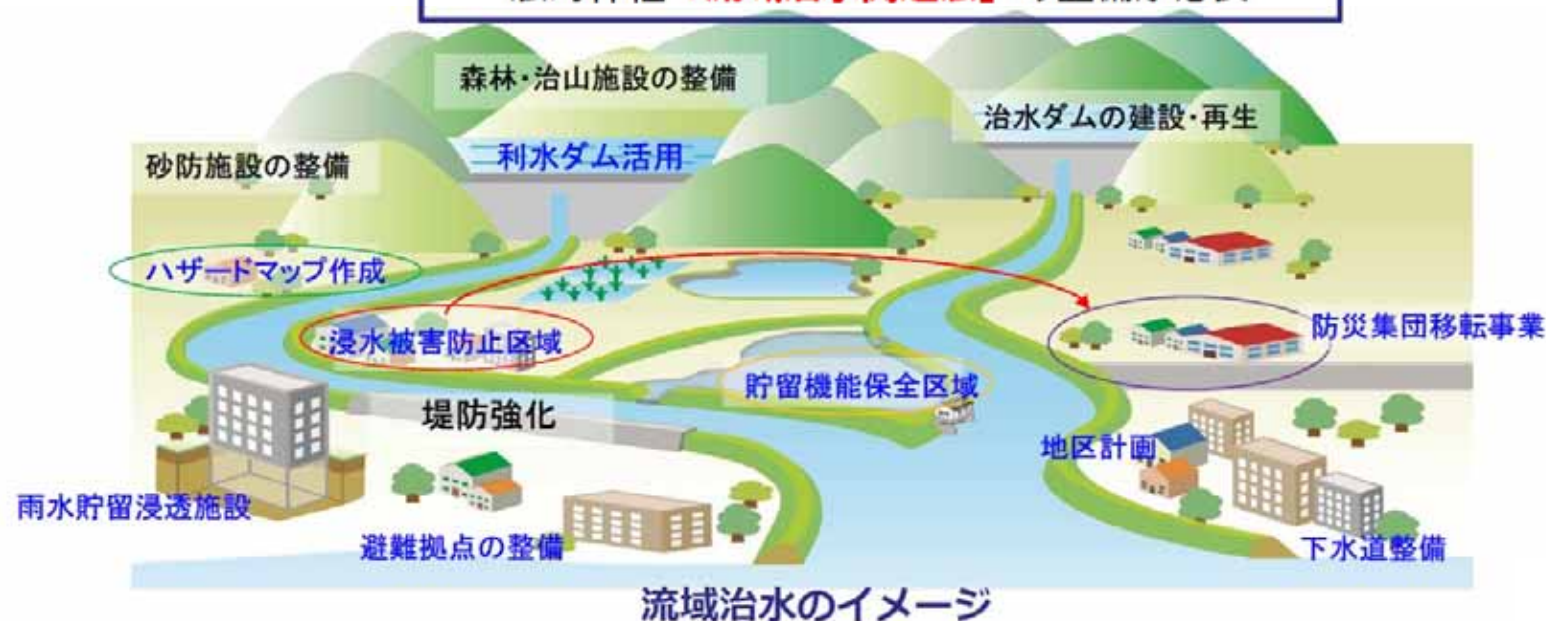 森林・治山施設の整備
治水ダムの建設・再生
砂防施設の整備
利水ダム活用
ハザードマップ作成
浸水被害防止区域
防災集団移転事業
貯留機能保全区域
堤防強化
地区計画
雨水貯留浸透施設
避難拠点の整備
下水道整備
流域治水のイメージ